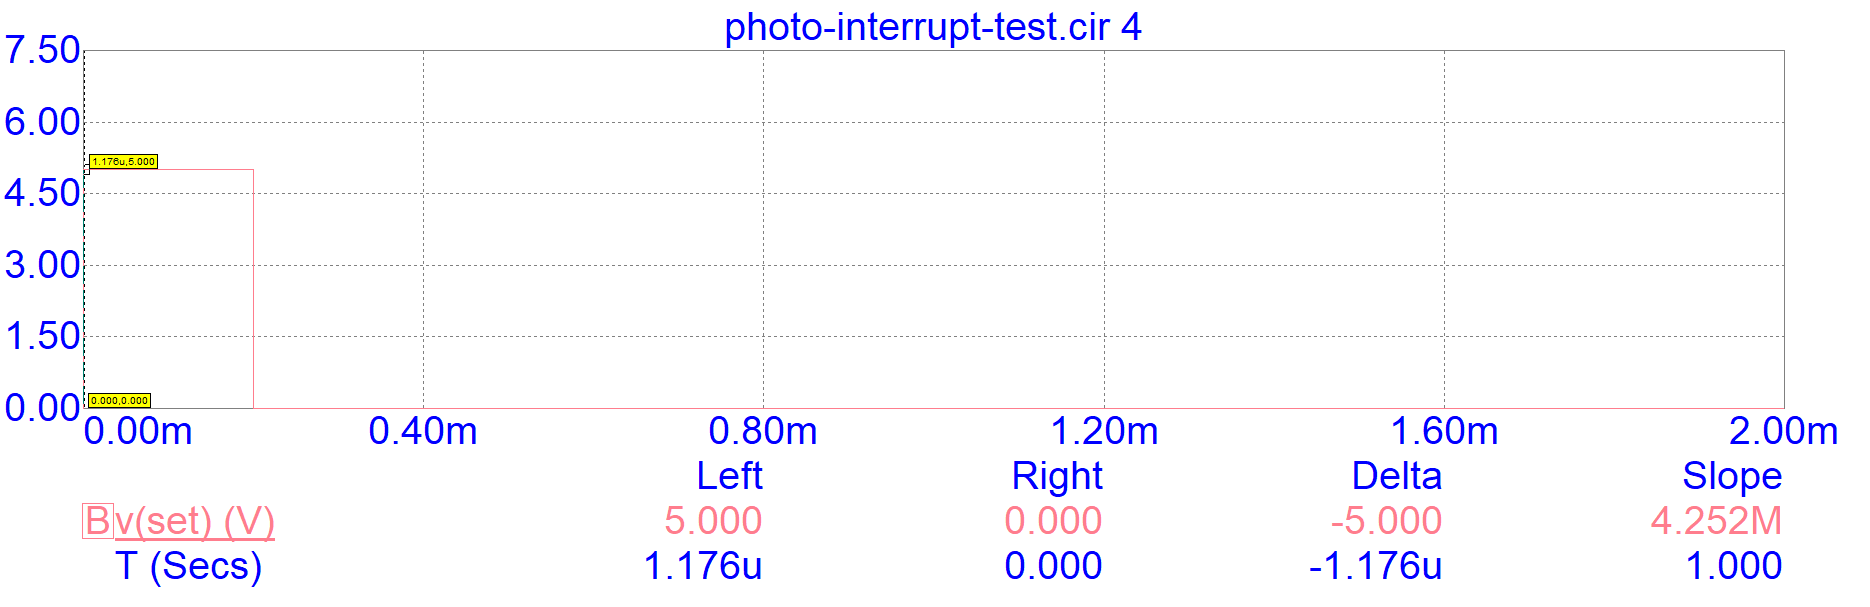 photo-interrupt-test.cir 4
7.50
6.00
1.176u,5.000
4.50
3.00
1.50
0.000,0.000
0.00
0.00m 0.40m 0.80m 1.20m 1.60m 2.00m
Left Right Delta Slope
B v(set) (V) 5.000 0.000 -5.000 4.252M
T (Secs) 1.176u 0.000 -1.176u 1.000